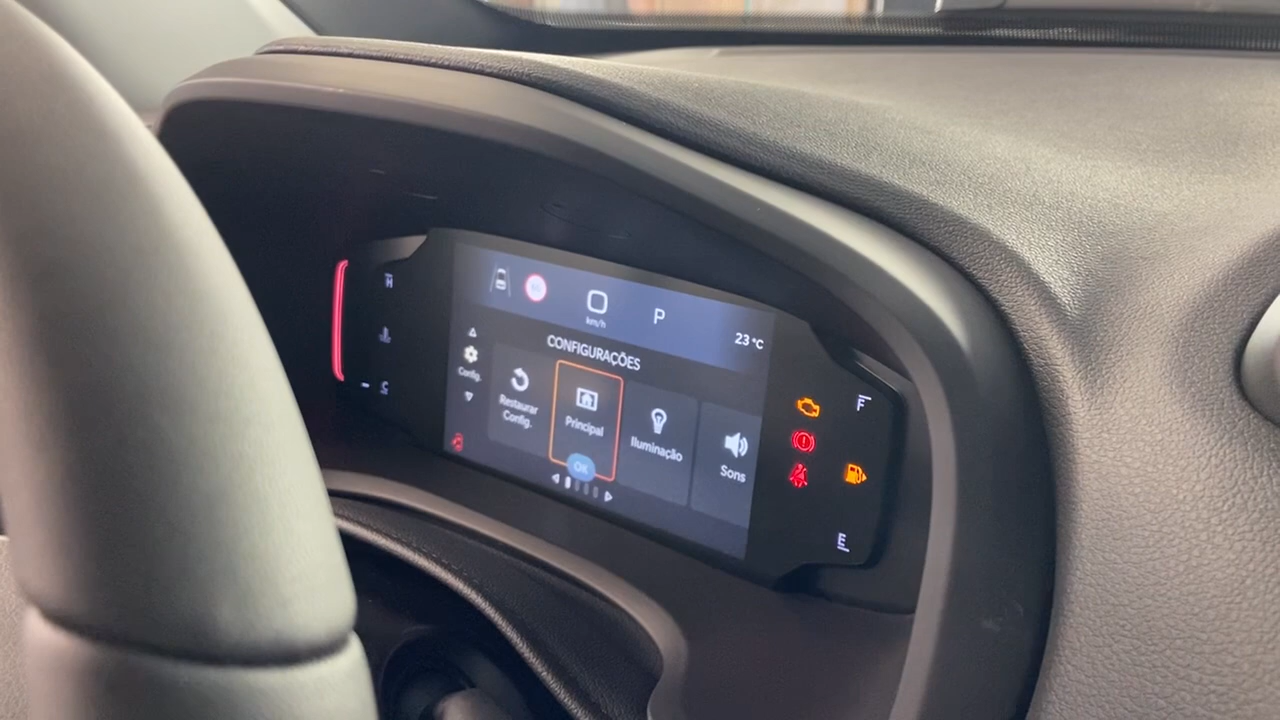 H
C
km/h
P
23 °C
CONFIGURAÇÕES
Config.
Restaurar
Config.
Principal
Iluminação
Sons
OK
F
E